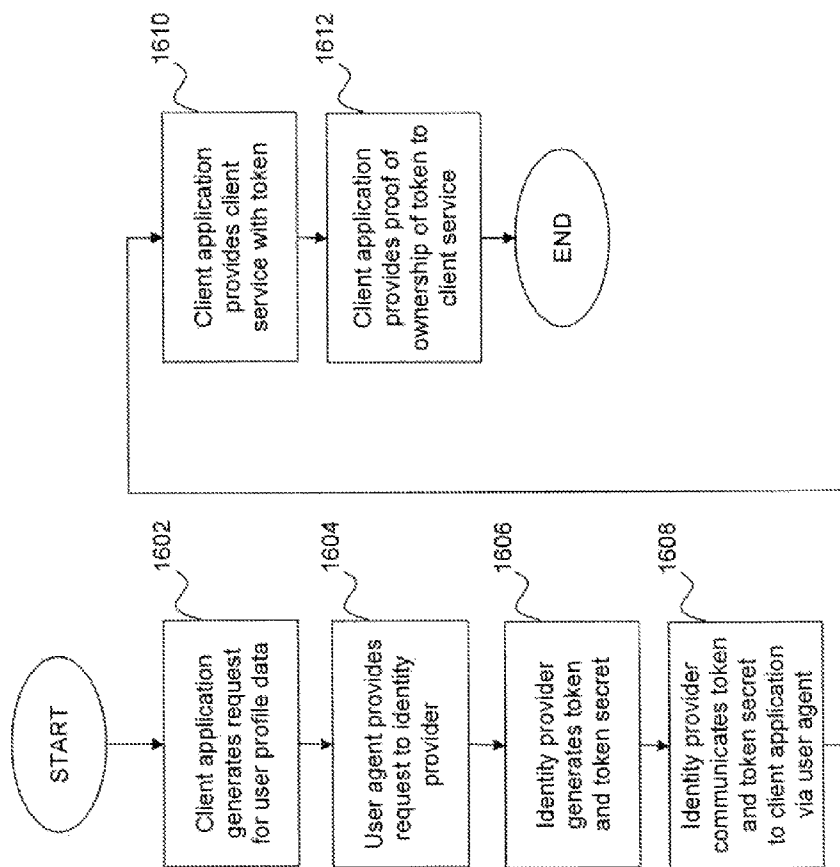 START
Client application
generates request
for user profile data
1602
User agent provides
request to identity
provider
1604
Identity provider
generates token
and token secret
1606
Identity provider
communicates token
and token secret
to client application
via user agent
1608
Client application
provides client
service with token
1610
Client application
provides proof of
ownership of token to
client service
1612
END